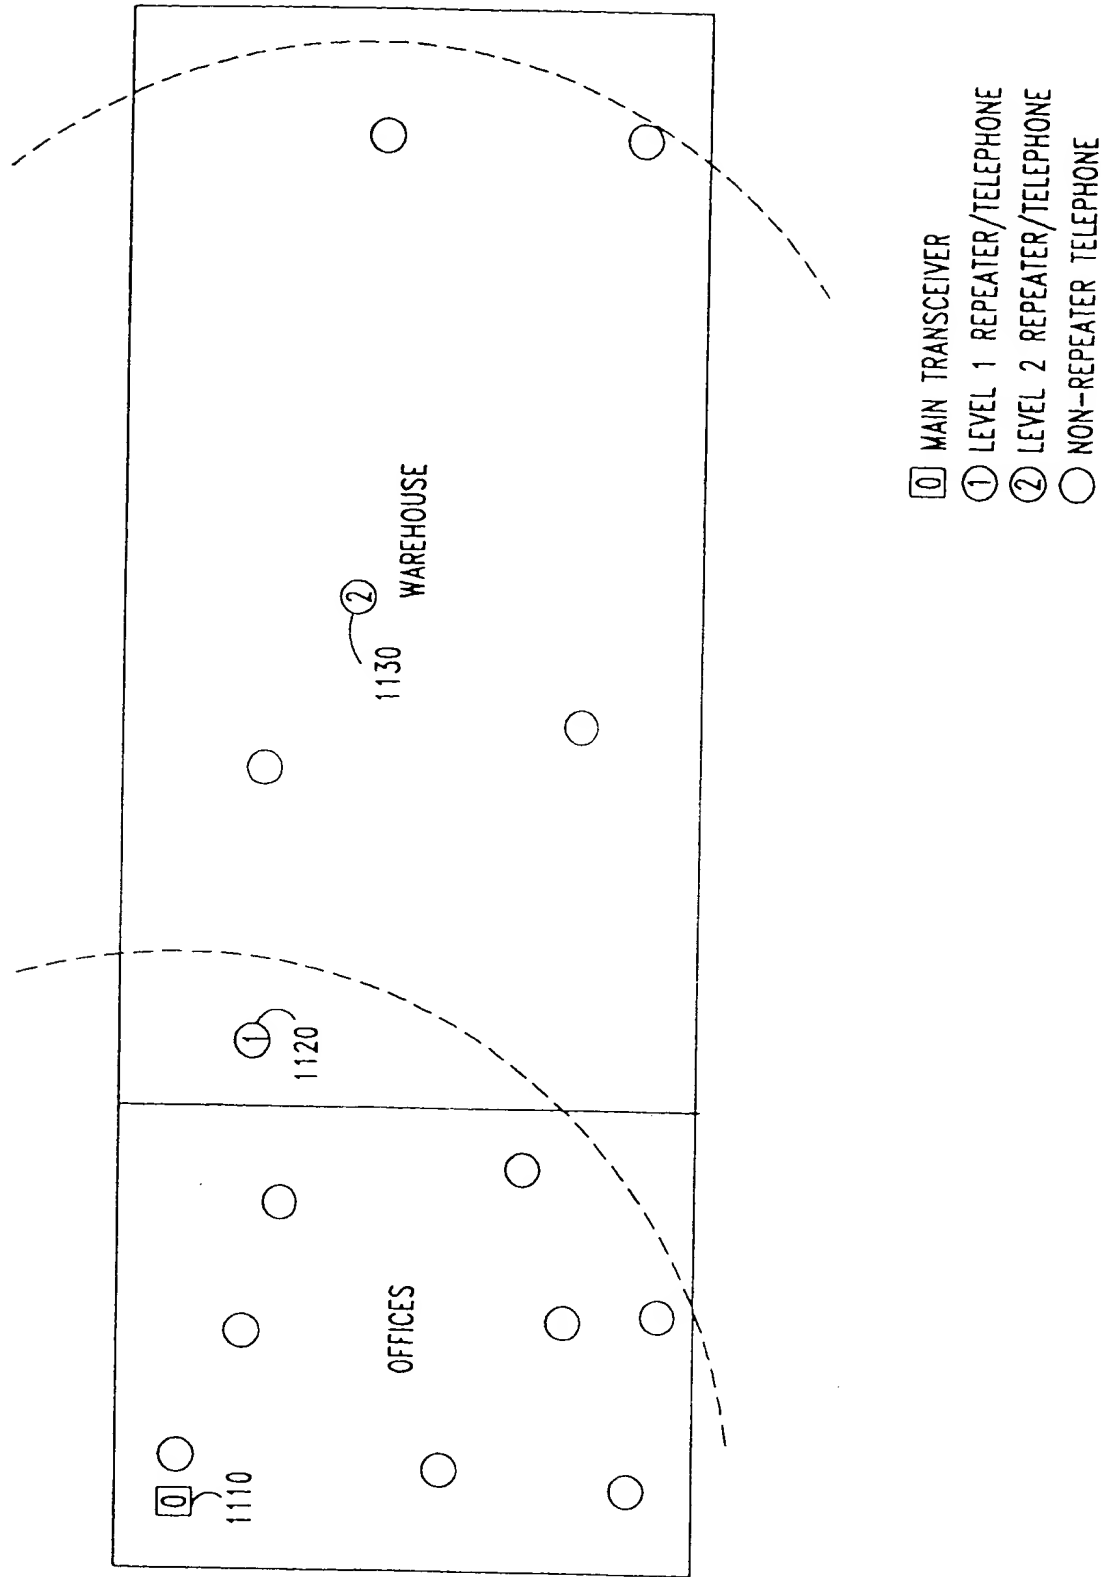 0
1110
OFFICES
1
1120
2
1130
WAREHOUSE
0 MAIN TRANSCEIVER
1 LEVEL 1 REPEATER/TELEPHONE
2 LEVEL 2 REPEATER/TELEPHONE
NON-REPEATER TELEPHONE